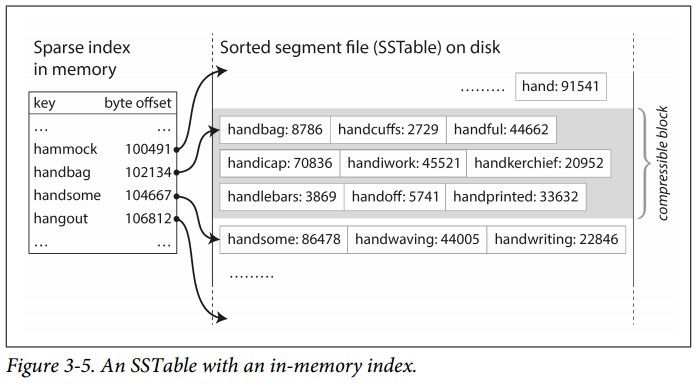 Sparse index
in memory
key byte offset
... ...
hammock 100491
handbag 102134
handsome 104667
hangout 106812
... ...
Sorted segment file (SSTable) on disk
......... hand: 91541
handbag: 8786 handcuffs: 2729 handful: 44662
handicap: 70836 handiwork: 45521 handkerchief: 20952
handlebars: 3869 handoff: 5741 handprinted: 33632
handsome: 86478 handwaving: 44005 handwriting: 22846
.........
compressible block
Figure 3-5. An SSTable with an in-memory index.